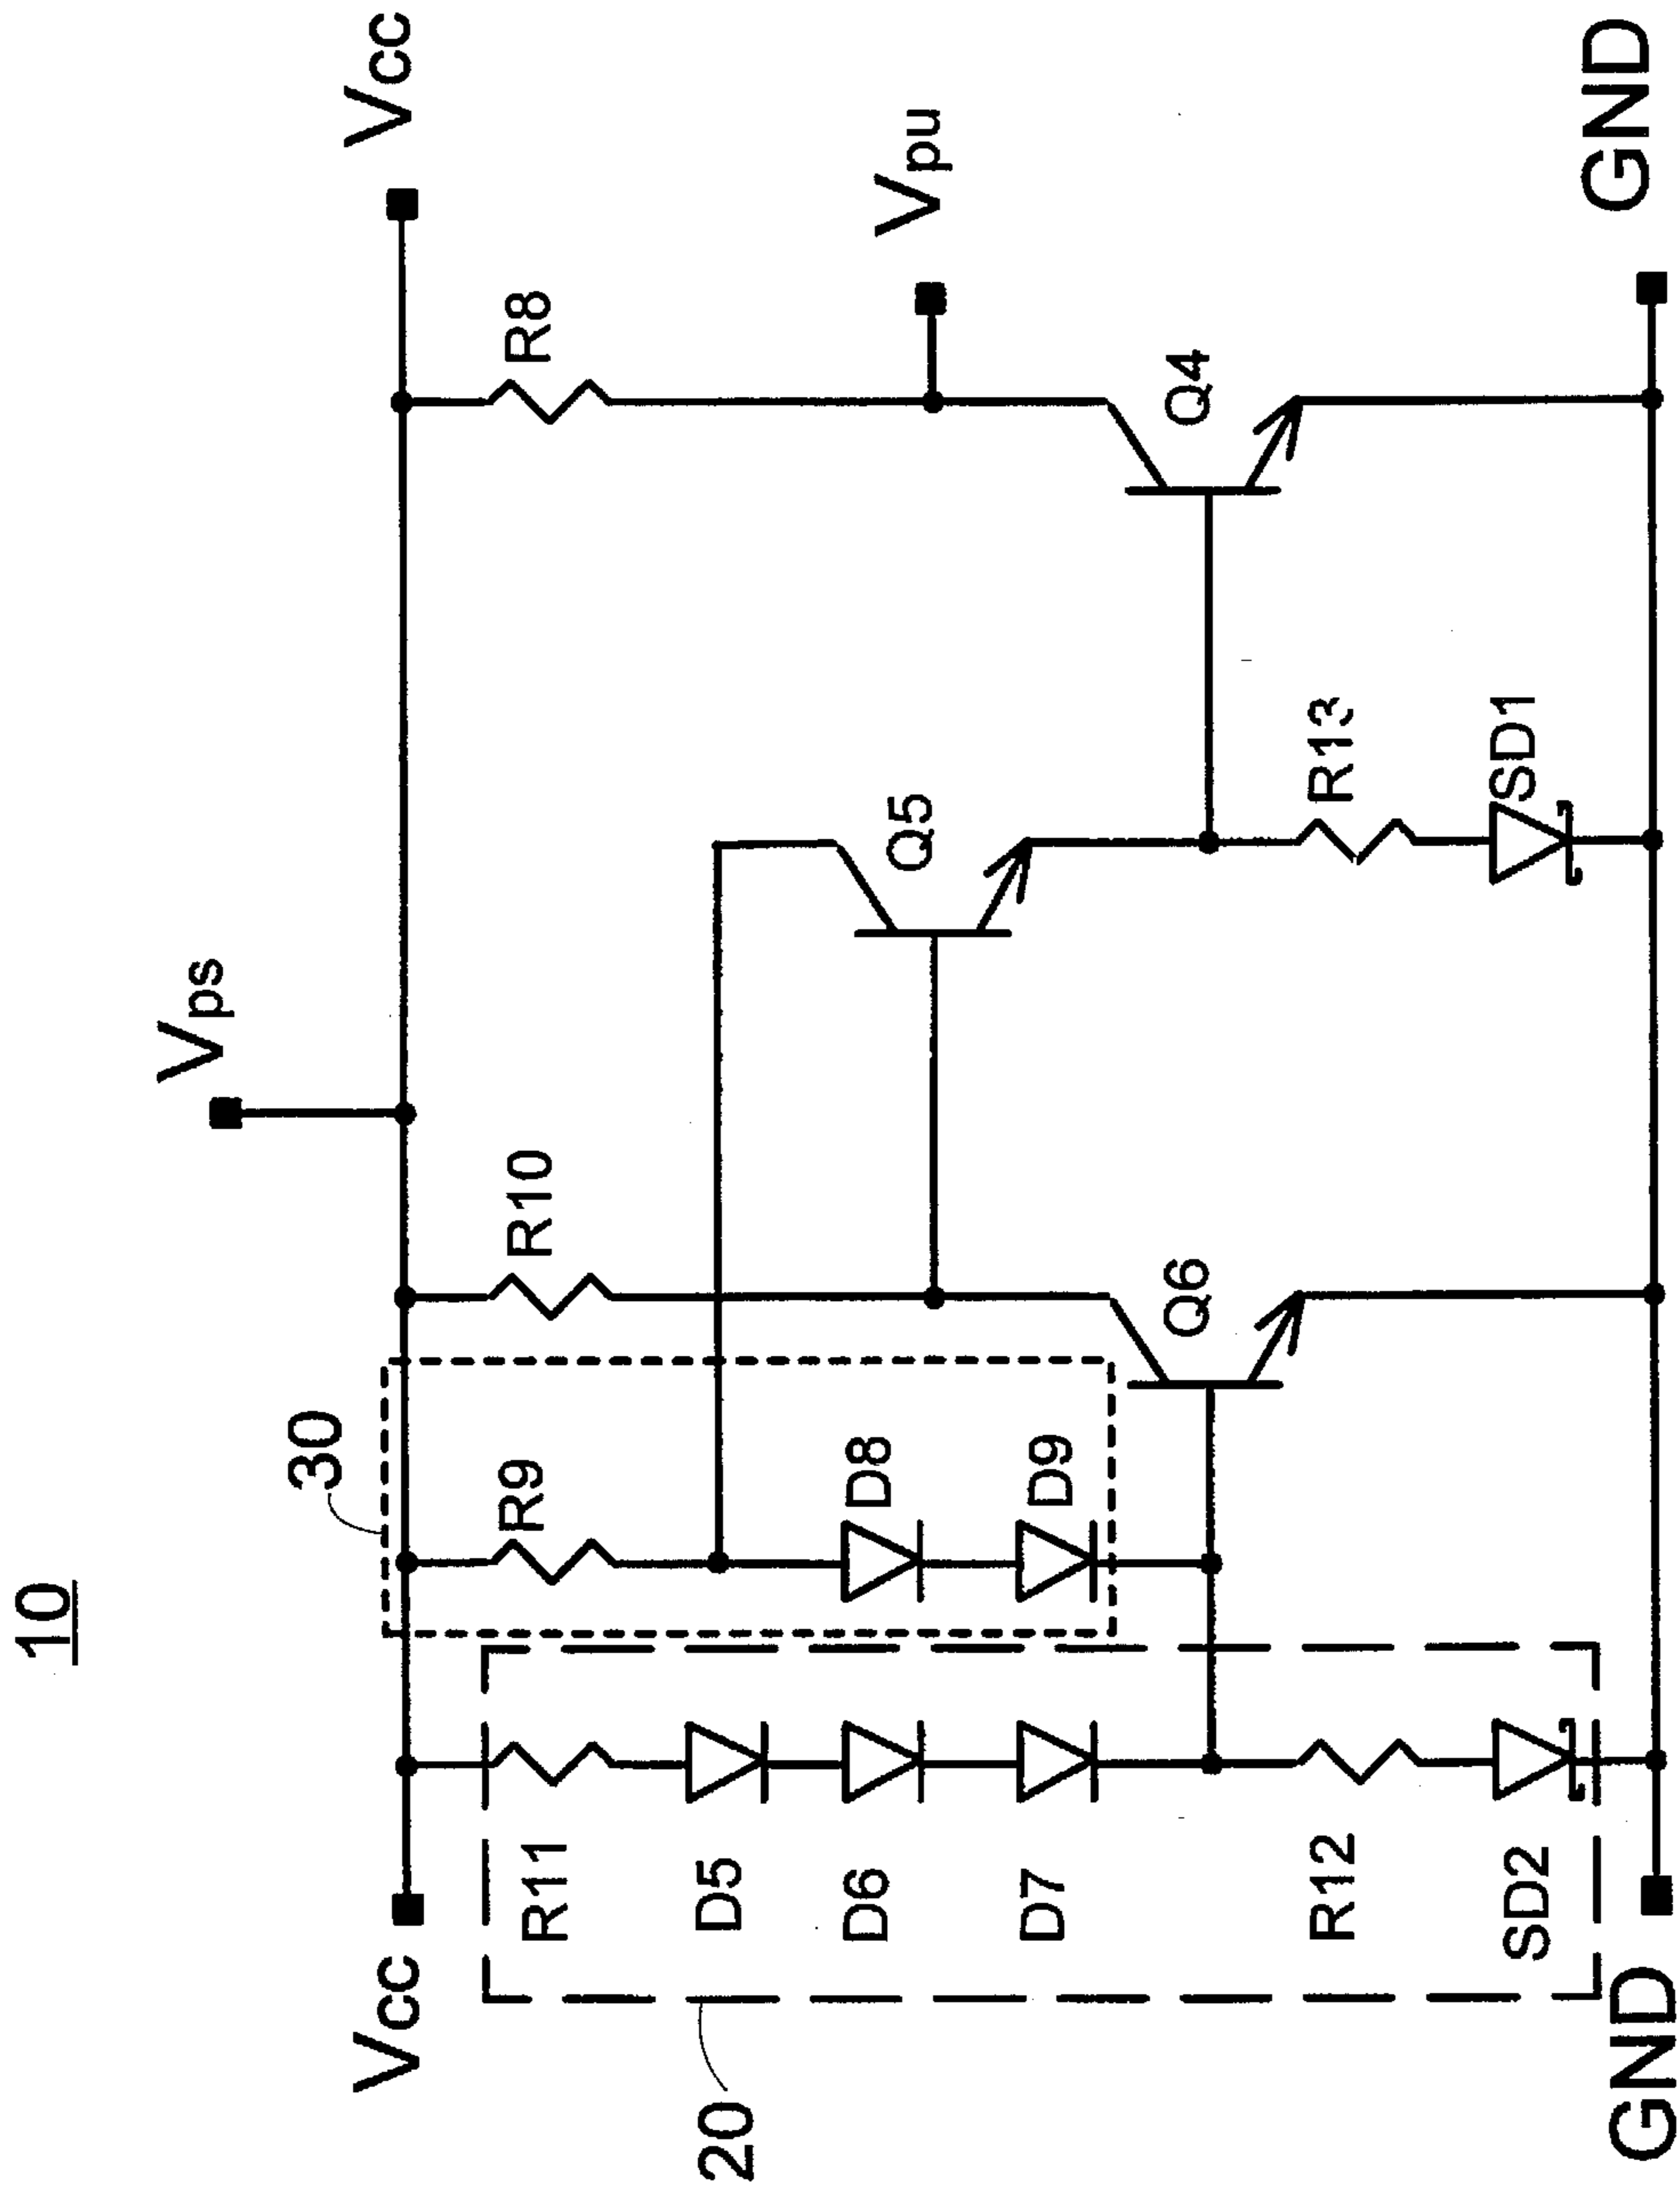 10
30
20
Vps
Vcc
Vcc
R11
R9
R10
R8
D5
D6
D8
D7
D9
Q5
Vpu
Q6
Q4
R12
R13
SD2
SD1
GND
GND